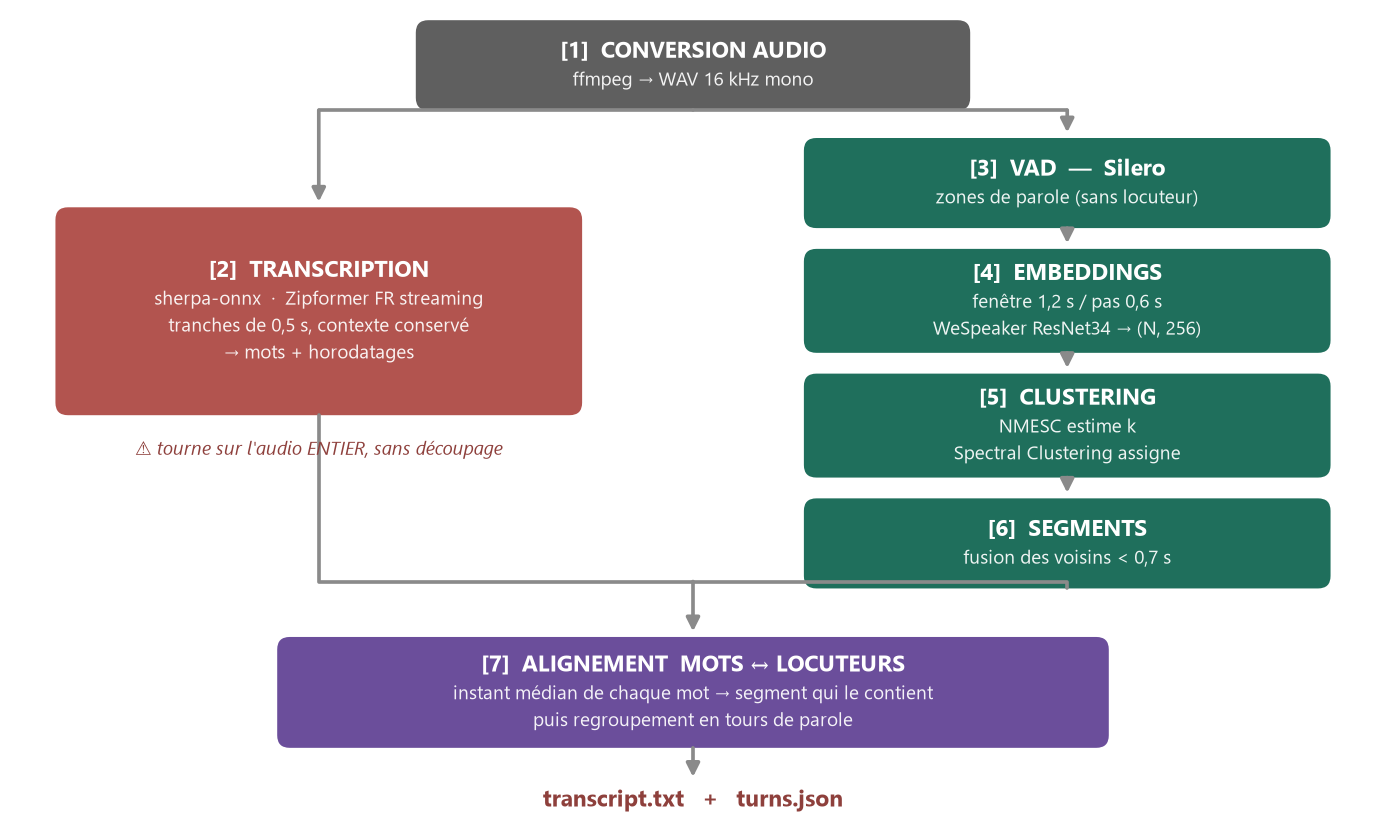 [1] CONVERSION AUDIO
ffmpeg → WAV 16 kHz mono
[2] TRANSCRIPTION
sherpa-onnx · Zipformer FR streaming
tranches de 0,5 s, contexte conservé
→ mots + horodatages
⚠ tourne sur l'audio ENTIER, sans découpage
[3] VAD — Silero
zones de parole (sans locuteur)
[4] EMBEDDINGS
fenêtre 1,2 s / pas 0,6 s
WeSpeaker ResNet34 → (N, 256)
[5] CLUSTERING
NMESC estime k
Spectral Clustering assigne
[6] SEGMENTS
fusion des voisins < 0,7 s
[7] ALIGNEMENT MOTS ↔ LOCUTEURS
instant médian de chaque mot → segment qui le contient
puis regroupement en tours de parole
transcript.txt + turns.json